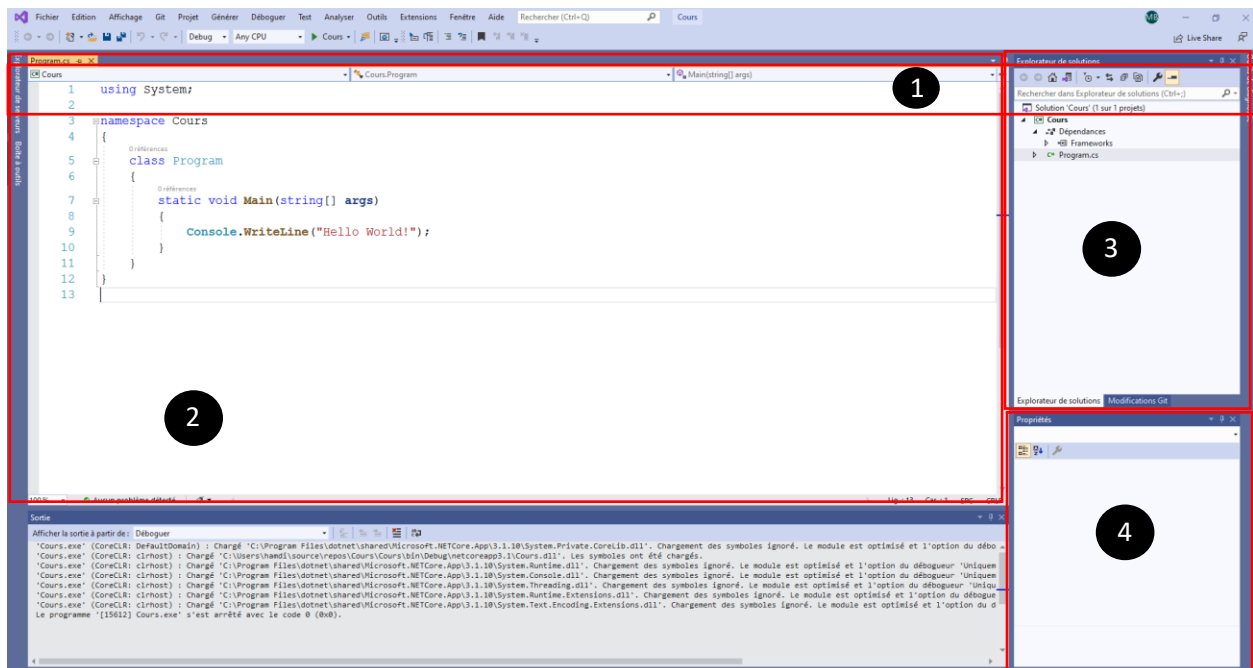 Fichier Edition Affichage Git Projet Générer Déboguer Test Analyser Outils Extensions Fenêtre Aide Rechercher (Ctrl+Q) Cours MB
Debug Any CPU Cours Live Share
Explorateur de serveurs Boîte à outils
Program.cs
Cours Cours.Program Main(string[] args)
1
1 using System;
2
3 namespace Cours
4 {
0 références
5 class Program
6 {
0 références
7 static void Main(string[] args)
8 {
9 Console.WriteLine("Hello World!");
10 }
11 }
12 }
13
2
100 % Aucun problème détecté Lig : 13 Car : 1 SPC CRLF
Explorateur de solutions
Rechercher dans Explorateur de solutions (Ctrl+;)
Solution 'Cours' (1 sur 1 projets)
Cours
Dépendances
Frameworks
C# Program.cs
3
Explorateur de solutions Modifications Git
Propriétés
4
Sortie
Afficher la sortie à partir de : Déboguer
'Cours.exe' (CoreCLR: DefaultDomain) : Chargé 'C:\Program Files\dotnet\shared\Microsoft.NETCore.App\3.1.10\System.Private.CoreLib.dll'. Chargement des symboles ignoré. Le module est optimisé et l'option du débo
'Cours.exe' (CoreCLR: clrhost) : Chargé 'C:\Users\hamdi\source\repos\Cours\Cours\bin\Debug\netcoreapp3.1\Cours.dll'. Les symboles ont été chargés.
'Cours.exe' (CoreCLR: clrhost) : Chargé 'C:\Program Files\dotnet\shared\Microsoft.NETCore.App\3.1.10\System.Runtime.dll'. Chargement des symboles ignoré. Le module est optimisé et l'option du débogueur 'Uniquem
'Cours.exe' (CoreCLR: clrhost) : Chargé 'C:\Program Files\dotnet\shared\Microsoft.NETCore.App\3.1.10\System.Console.dll'. Chargement des symboles ignoré. Le module est optimisé et l'option du débogueur 'Uniquem
'Cours.exe' (CoreCLR: clrhost) : Chargé 'C:\Program Files\dotnet\shared\Microsoft.NETCore.App\3.1.10\System.Threading.dll'. Chargement des symboles ignoré. Le module est optimisé et l'option du débogueur 'Uniqu
'Cours.exe' (CoreCLR: clrhost) : Chargé 'C:\Program Files\dotnet\shared\Microsoft.NETCore.App\3.1.10\System.Runtime.Extensions.dll'. Chargement des symboles ignoré. Le module est optimisé et l'option du débogue
'Cours.exe' (CoreCLR: clrhost) : Chargé 'C:\Program Files\dotnet\shared\Microsoft.NETCore.App\3.1.10\System.Text.Encoding.Extensions.dll'. Chargement des symboles ignoré. Le module est optimisé et l'option du d
Le programme '[15612] Cours.exe' s'est arrêté avec le code 0 (0x0).